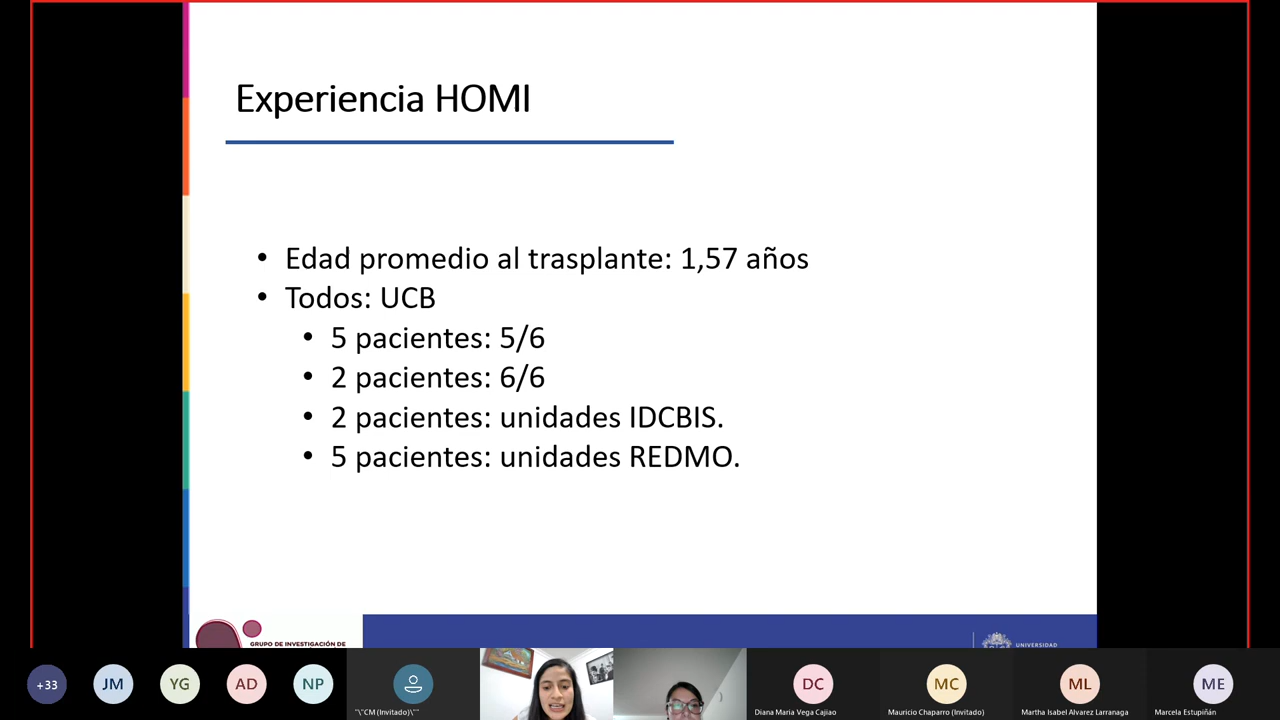 Experiencia HOMI
• Edad promedio al trasplante: 1,57 años
• Todos: UCB
• 5 pacientes: 5/6
• 2 pacientes: 6/6
• 2 pacientes: unidades IDCBIS.
• 5 pacientes: unidades REDMO.
GRUPO DE INVESTIGACIÓN DE
UNIVERSIDAD
+33
JM
YG
AD
NP
DC
MC
ML
ME
"\"CM (Invitado)\""
Diana Maria Vega Cajiao
Mauricio Chaparro (Invitado)
Martha Isabel Alvarez Larranaga
Marcela Estupiñán